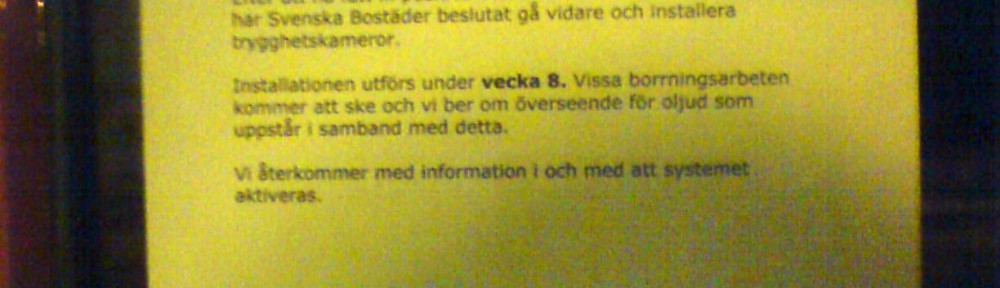 har Svenska Bostäder beslutat gå vidare och installera
trygghetskameror.
Installationen utförs under vecka 8. Vissa borrningsarbeten
kommer att ske och vi ber om överseende för oljud som
uppstår i samband med detta.
Vi återkommer med information i och med att systemet
aktiveras.